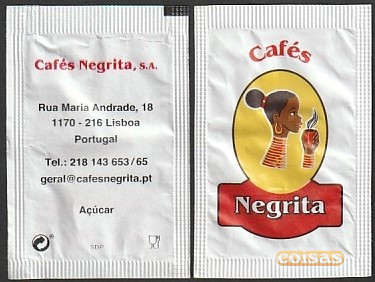 Cafés Negrita, S.A.
Rua Maria Andrade, 18
1170 - 216 Lisboa
Portugal
Tel.: 218 143 653/65
geral@cafesnegrita.pt
Açúcar
SDP
Cafés
Negrita
coisas